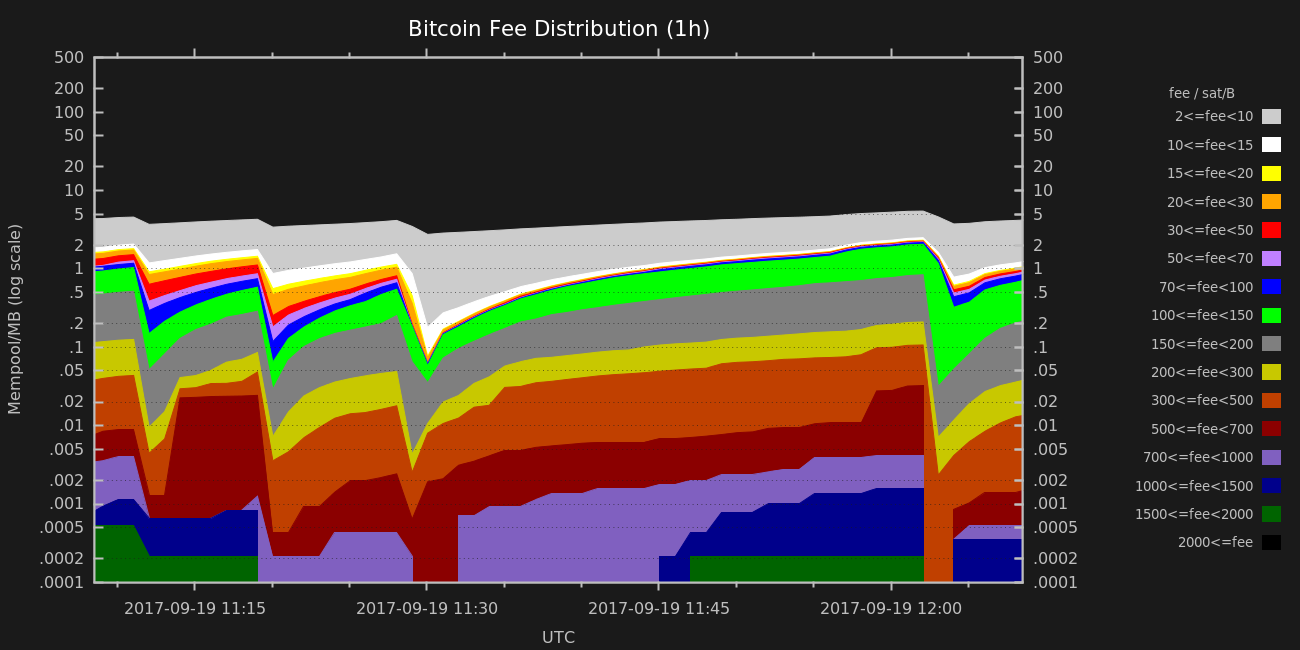 Bitcoin Fee Distribution (1h)
Mempool/MB (log scale)
500
200
100
50
20
10
5
2
1
.5
.2
.1
.05
.02
.01
.005
.002
.001
.0005
.0002
.0001
500
200
100
50
20
10
5
2
1
.5
.2
.1
.05
.02
.01
.005
.002
.001
.0005
.0002
.0001
2017-09-19 11:15
2017-09-19 11:30
2017-09-19 11:45
2017-09-19 12:00
UTC
fee / sat/B
2<=fee<10
10<=fee<15
15<=fee<20
20<=fee<30
30<=fee<50
50<=fee<70
70<=fee<100
100<=fee<150
150<=fee<200
200<=fee<300
300<=fee<500
500<=fee<700
700<=fee<1000
1000<=fee<1500
1500<=fee<2000
2000<=fee